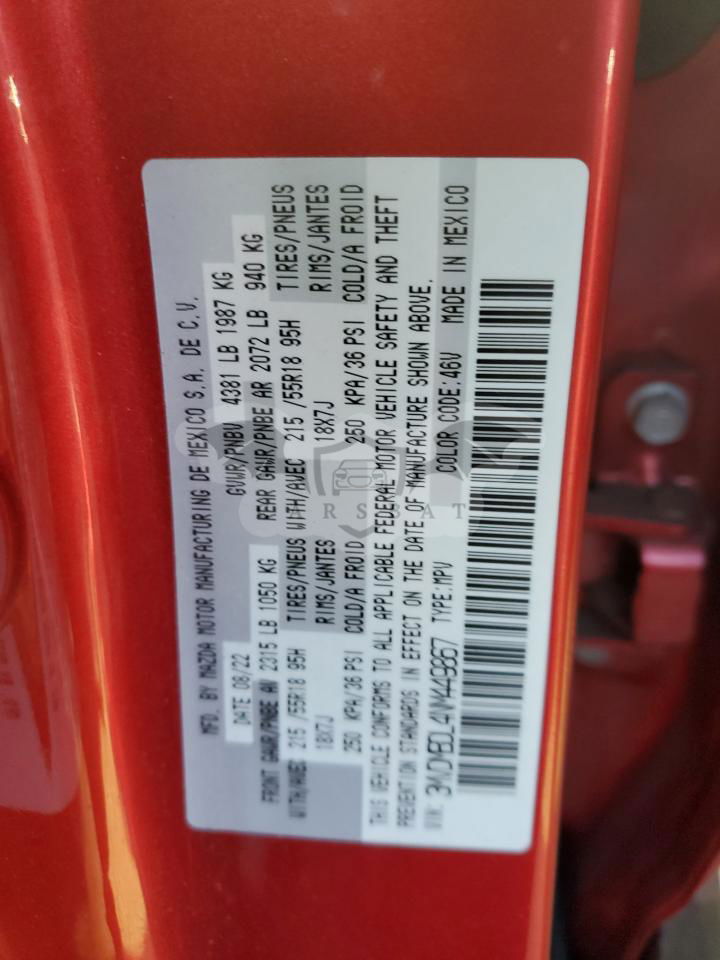 MFD. BY MAZDA MOTOR MANUFACTURING DE MEXICO S.A. DE C.V.
DATE 08/22 GVWR/PNBV 4381 LB 1987 KG
FRONT GAWR/PNBE AV 2315 LB 1050 KG REAR GAWR/PNBE AR 2072 LB 940 KG
WITH/AVEC 215 /55R18 95H TIRES/PNEUS WITH/AVEC 215 /55R18 95H TIRES/PNEUS
18X7J RIMS/JANTES 18X7J RIMS/JANTES
250 KPA/36 PSI COLD/A FROID 250 KPA/36 PSI COLD/A FROID
THIS VEHICLE CONFORMS TO ALL APPLICABLE FEDERAL MOTOR VEHICLE SAFETY AND THEFT
PREVENTION STANDARDS IN EFFECT ON THE DATE OF MANUFACTURE SHOWN ABOVE.
VIN: 3MVDMBDL4NM449867 TYPE:MPV COLOR CODE:46V MADE IN MEXICO